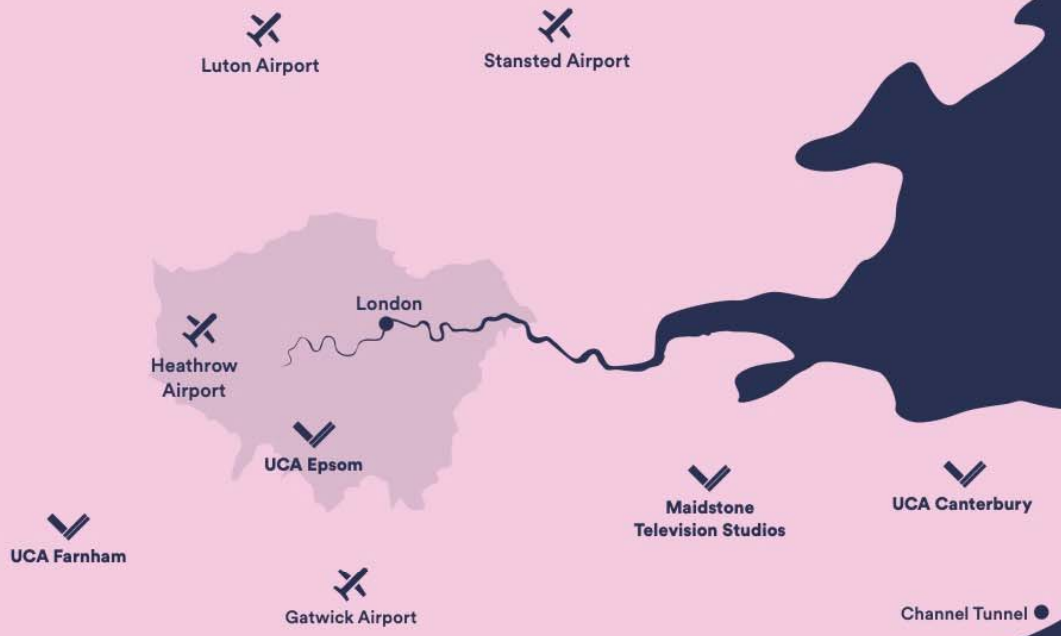 Luton Airport
Stansted Airport
London
Heathrow
Airport
UCA Epsom
Maidstone
Television Studios
UCA Canterbury
UCA Farnham
Gatwick Airport
Channel Tunnel